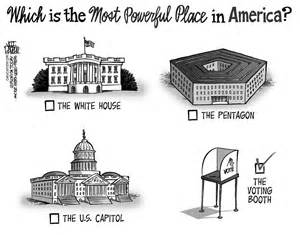 Which is the Most Powerful Place in America?
THE WHITE HOUSE
THE PENTAGON
THE U.S. CAPITOL
VOTE
THE
VOTING
BOOTH